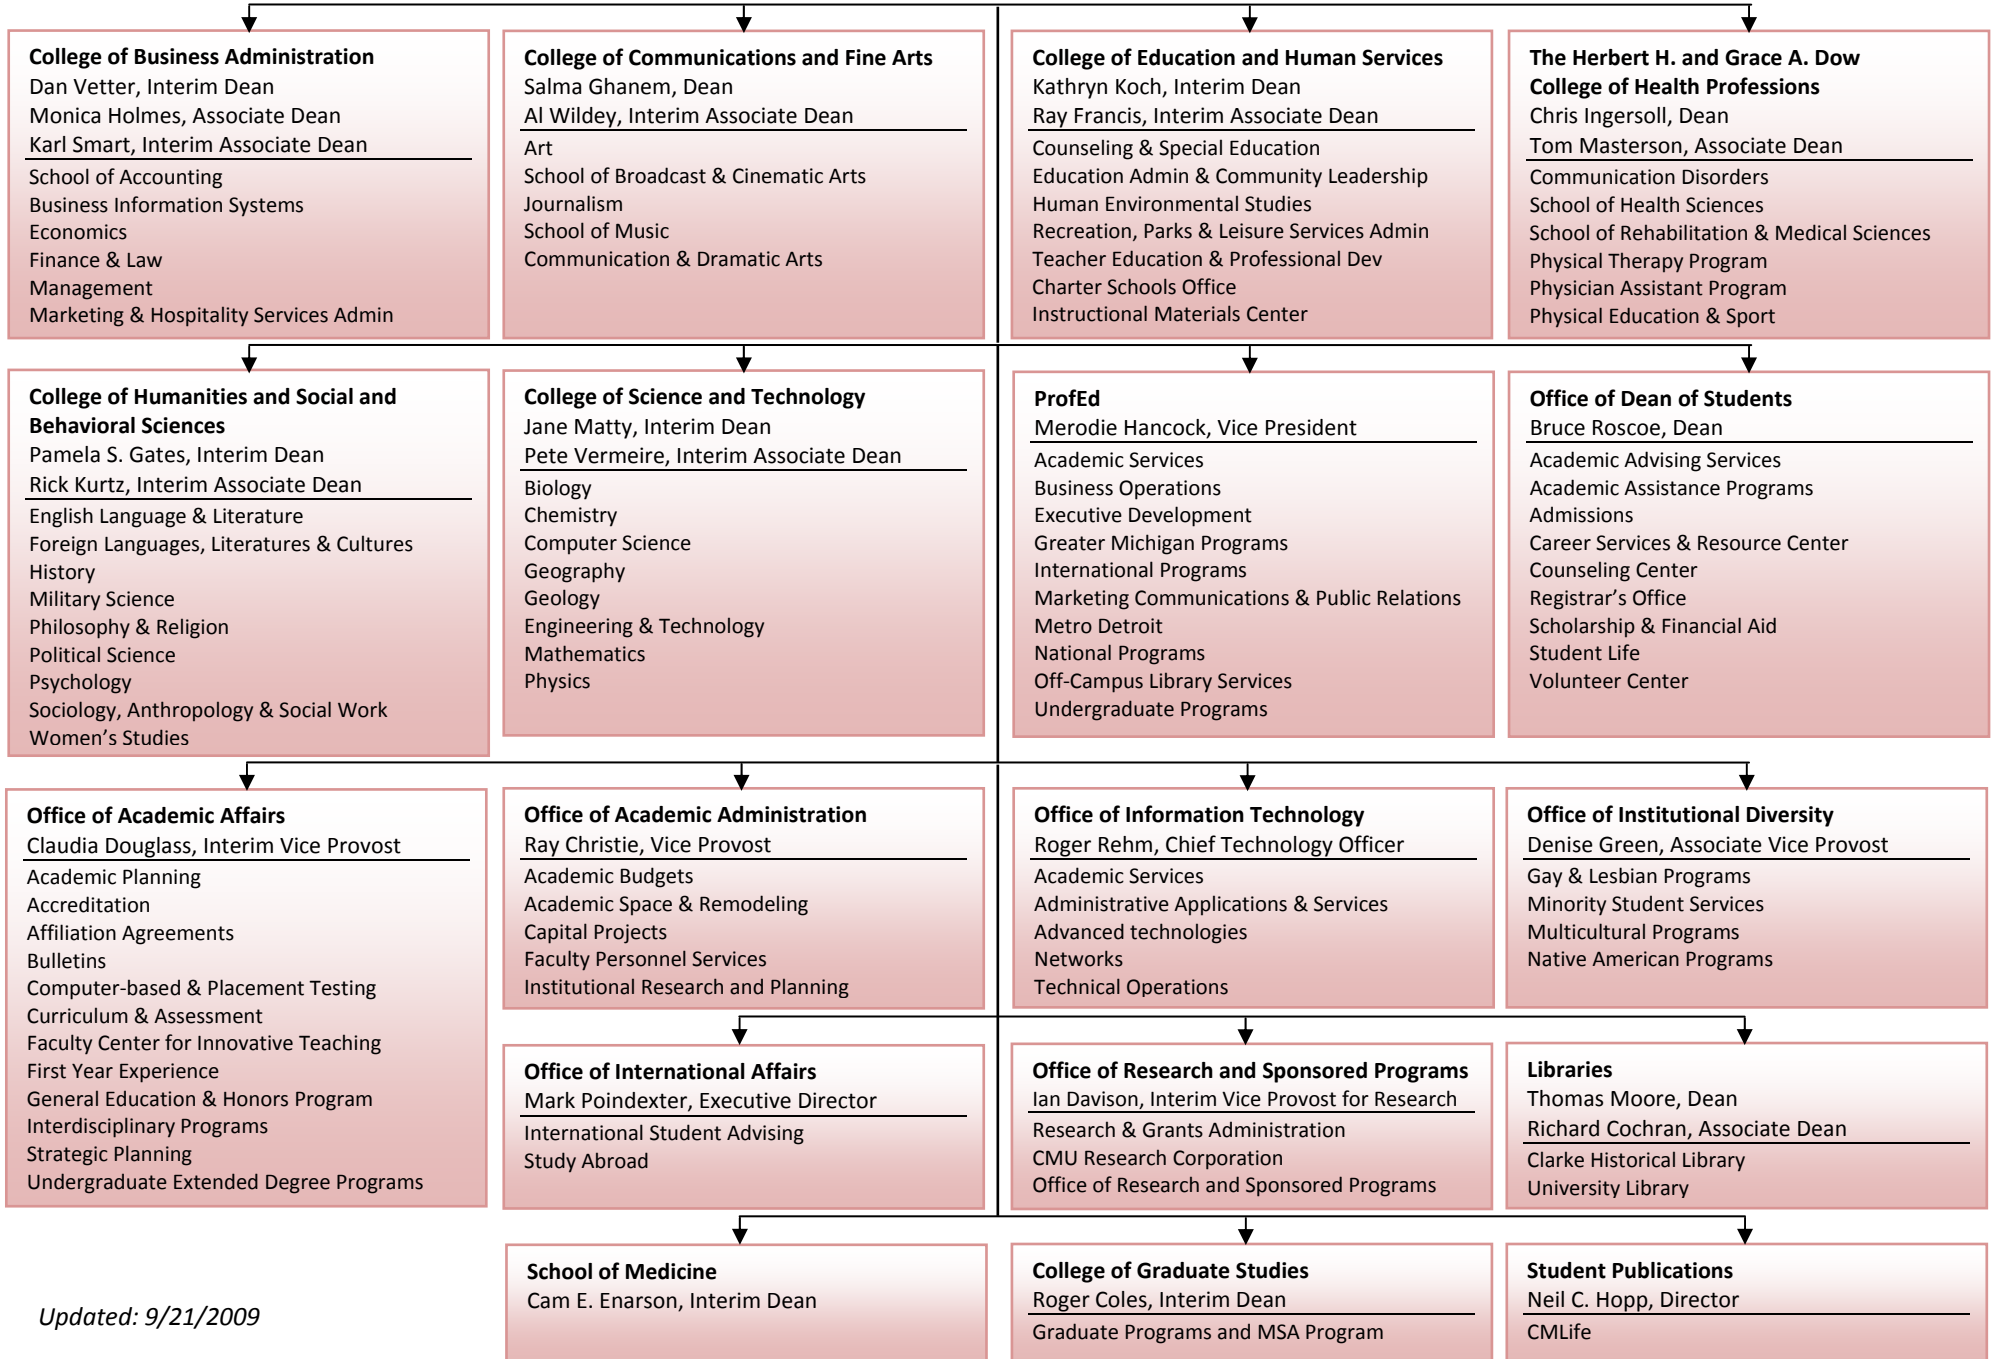 College of Business Administration
Dan Vetter, Interim Dean
Monica Holmes, Associate Dean
Karl Smart, Interim Associate Dean
School of Accounting
Business Information Systems
Economics
Finance & Law
Management
Marketing & Hospitality Services Admin
College of Communications and Fine Arts
Salma Ghanem, Dean
Al Wildey, Interim Associate Dean
Art
School of Broadcast & Cinematic Arts
Journalism
School of Music
Communication & Dramatic Arts
College of Education and Human Services
Kathryn Koch, Interim Dean
Ray Francis, Interim Associate Dean
Counseling & Special Education
Education Admin & Community Leadership
Human Environmental Studies
Recreation, Parks & Leisure Services Admin
Teacher Education & Professional Dev
Charter Schools Office
Instructional Materials Center
The Herbert H. and Grace A. Dow
College of Health Professions
Chris Ingersoll, Dean
Tom Masterson, Associate Dean
Communication Disorders
School of Health Sciences
School of Rehabilitation & Medical Sciences
Physical Therapy Program
Physician Assistant Program
Physical Education & Sport
College of Humanities and Social and
Behavioral Sciences
Pamela S. Gates, Interim Dean
Rick Kurtz, Interim Associate Dean
English Language & Literature
Foreign Languages, Literatures & Cultures
History
Military Science
Philosophy & Religion
Political Science
Psychology
Sociology, Anthropology & Social Work
Women's Studies
College of Science and Technology
Jane Matty, Interim Dean
Pete Vermeire, Interim Associate Dean
Biology
Chemistry
Computer Science
Geography
Geology
Engineering & Technology
Mathematics
Physics
ProfEd
Merodie Hancock, Vice President
Academic Services
Business Operations
Executive Development
Greater Michigan Programs
International Programs
Marketing Communications & Public Relations
Metro Detroit
National Programs
Off-Campus Library Services
Undergraduate Programs
Office of Dean of Students
Bruce Roscoe, Dean
Academic Advising Services
Academic Assistance Programs
Admissions
Career Services & Resource Center
Counseling Center
Registrar's Office
Scholarship & Financial Aid
Student Life
Volunteer Center
Office of Academic Affairs
Claudia Douglass, Interim Vice Provost
Academic Planning
Accreditation
Affiliation Agreements
Bulletins
Computer-based & Placement Testing
Curriculum & Assessment
Faculty Center for Innovative Teaching
First Year Experience
General Education & Honors Program
Interdisciplinary Programs
Strategic Planning
Undergraduate Extended Degree Programs
Office of Academic Administration
Ray Christie, Vice Provost
Academic Budgets
Academic Space & Remodeling
Capital Projects
Faculty Personnel Services
Institutional Research and Planning
Office of Information Technology
Roger Rehm, Chief Technology Officer
Academic Services
Administrative Applications & Services
Advanced technologies
Networks
Technical Operations
Office of Institutional Diversity
Denise Green, Associate Vice Provost
Gay & Lesbian Programs
Minority Student Services
Multicultural Programs
Native American Programs
Office of International Affairs
Mark Poindexter, Executive Director
International Student Advising
Study Abroad
Office of Research and Sponsored Programs
Ian Davison, Interim Vice Provost for Research
Research & Grants Administration
CMU Research Corporation
Office of Research and Sponsored Programs
Libraries
Thomas Moore, Dean
Richard Cochran, Associate Dean
Clarke Historical Library
University Library
School of Medicine
Cam E. Enarson, Interim Dean
College of Graduate Studies
Roger Coles, Interim Dean
Graduate Programs and MSA Program
Student Publications
Neil C. Hopp, Director
CMLife
Updated: 9/21/2009